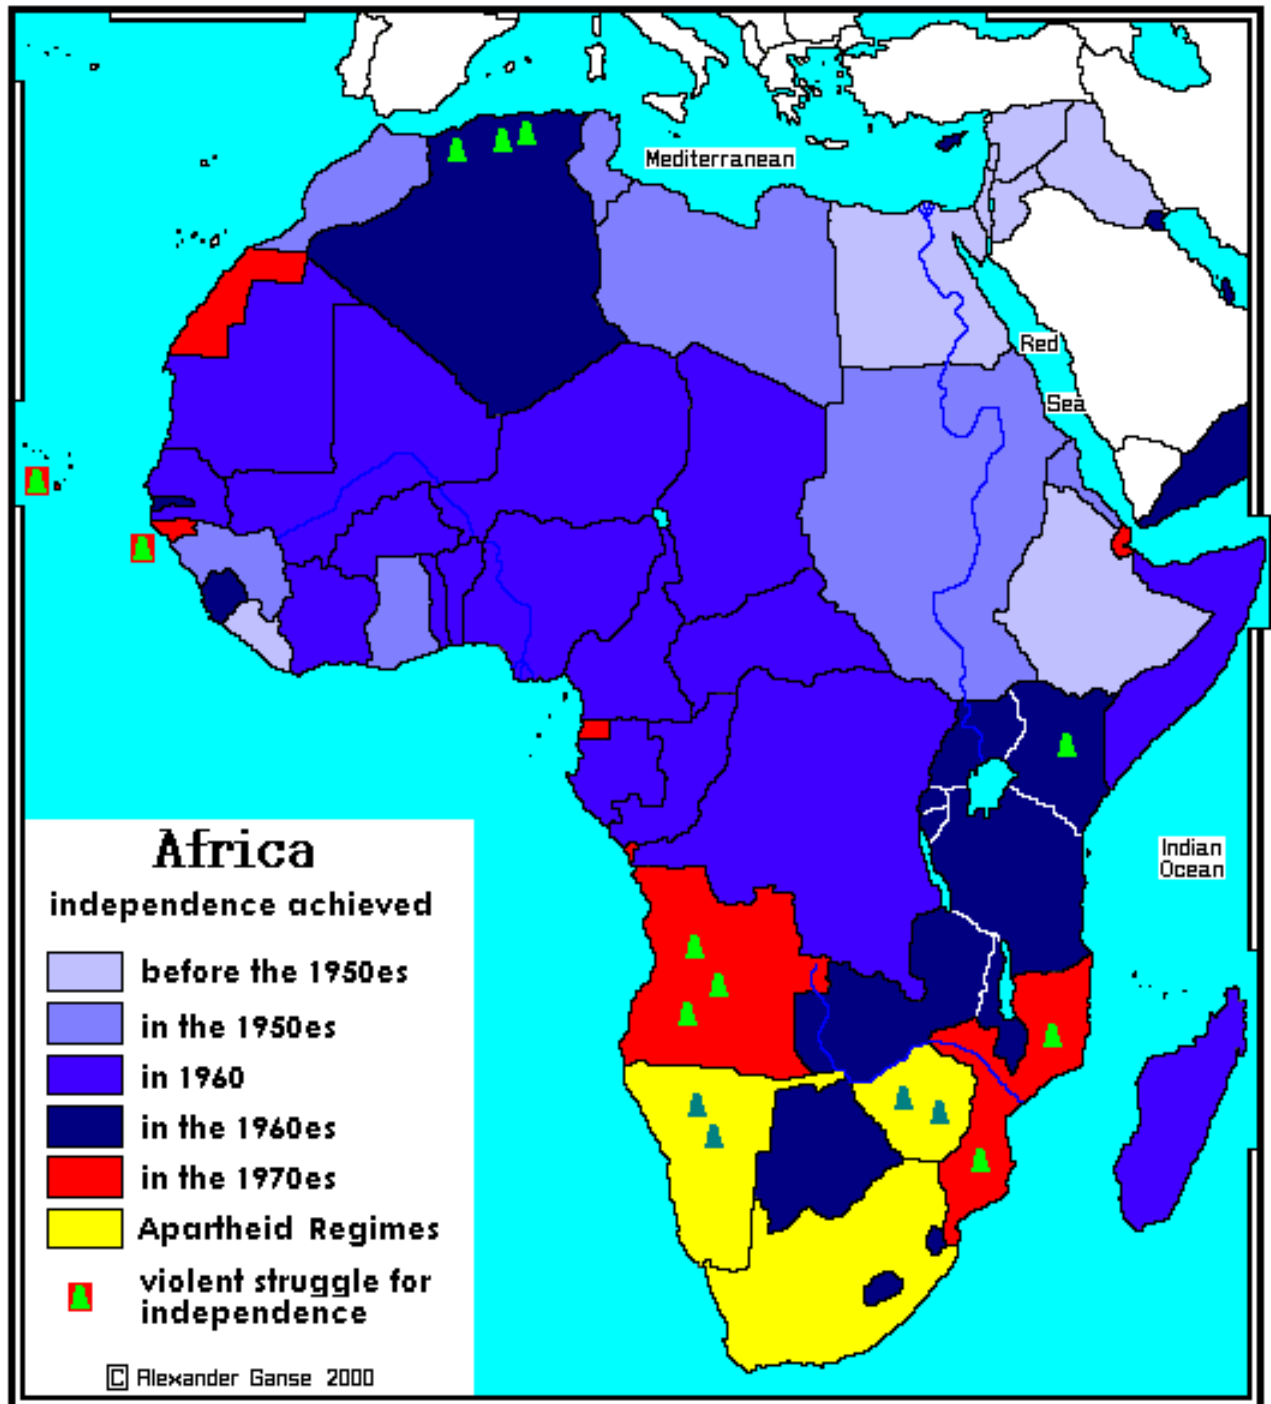 Mediterranean
Red
Sea
Indian
Ocean
Africa
independence achieved
before the 1950es
in the 1950es
in 1960
in the 1960es
in the 1970es
Apartheid Regimes
violent struggle for
independence
C Alexander Ganse 2000